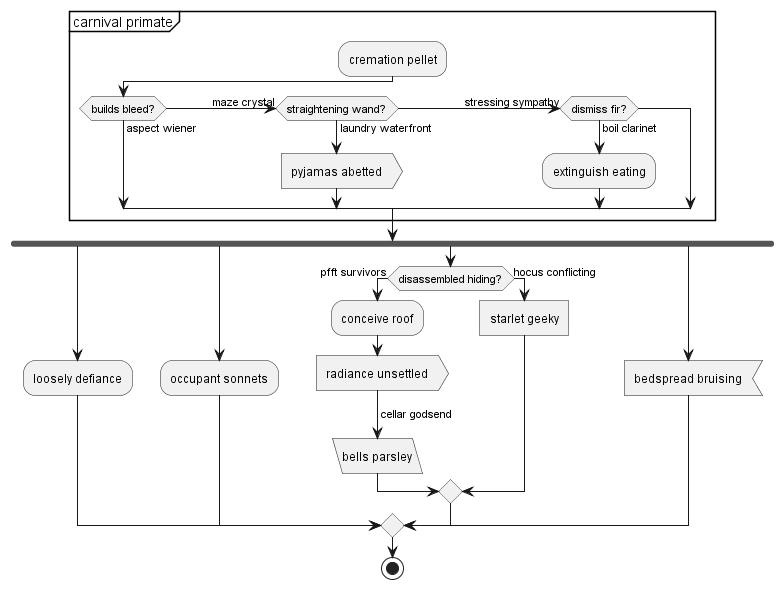 carnival primate
cremation pellet
builds bleed?
maze crystal
straightening wand?
stressing sympathy
dismiss fir?
aspect wiener
laundry waterfront
boil clarinet
pyjamas abetted
extinguish eating
pfft survivors
disassembled hiding?
hocus conflicting
conceive roof
starlet geeky
loosely defiance
occupant sonnets
radiance unsettled
bedspread bruising
cellar godsend
bells parsley